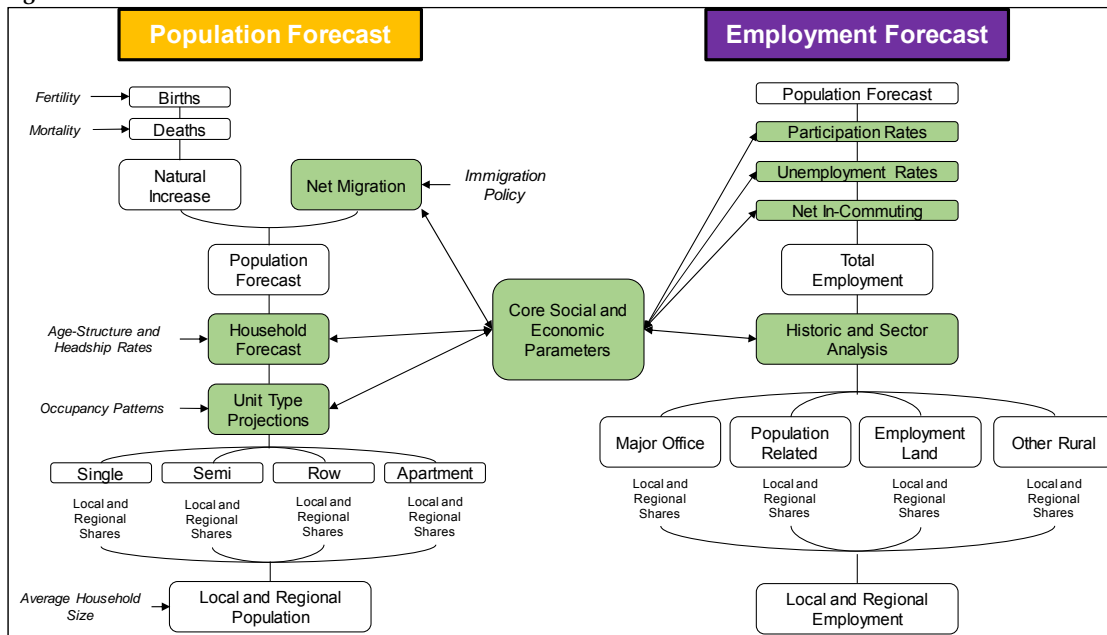 Population Forecast
Employment Forecast
Fertility
Births
Mortality
Deaths
Natural
Increase
Net Migration
Immigration
Policy
Population
Forecast
Age-Structure and
Headship Rates
Household
Forecast
Occupancy Patterns
Unit Type
Projections
Single
Semi
Row
Apartment
Local and
Regional
Shares
Local and
Regional
Shares
Local and
Regional
Shares
Local and
Regional
Shares
Average Household
Size
Local and Regional
Population
Core Social and
Economic
Parameters
Population Forecast
Participation Rates
Unemployment Rates
Net In-Commuting
Total
Employment
Historic and Sector
Analysis
Major Office
Population
Related
Employment
Land
Other Rural
Local and
Regional
Shares
Local and
Regional
Shares
Local and
Regional
Shares
Local and
Regional
Shares
Local and Regional
Employment